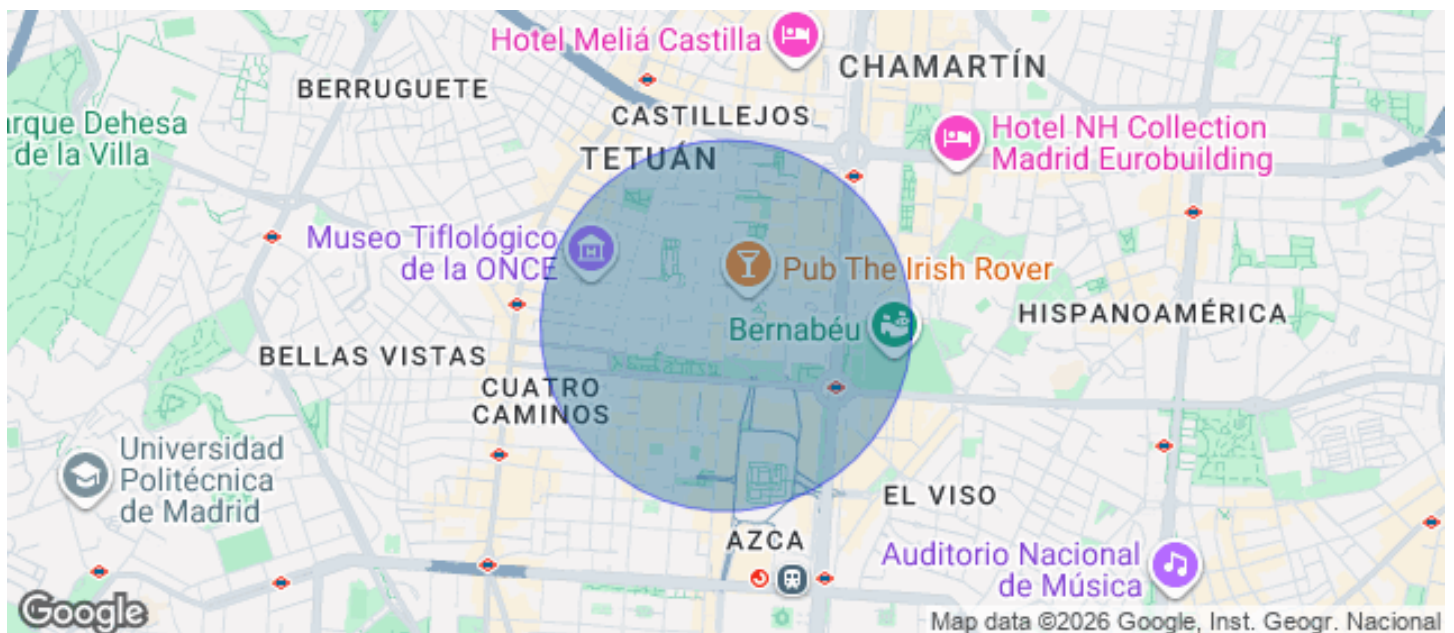 Hotel Meliá Castilla
CHAMARTÍN
BERRUGUETE
CASTILLEJOS
arque Dehesa
de la Villa
Hotel NH Collection
Madrid Eurobuilding
TETUÁN
Museo Tiflológico
de la ONCE
Pub The Irish Rover
Bernabéu
HISPANOAMÉRICA
BELLAS VISTAS
CUATRO
CAMINOS
Universidad
Politécnica
de Madrid
EL VISO
AZCA
Auditorio Nacional
de Música
Google
Map data ©2026 Google, Inst. Geogr. Nacional